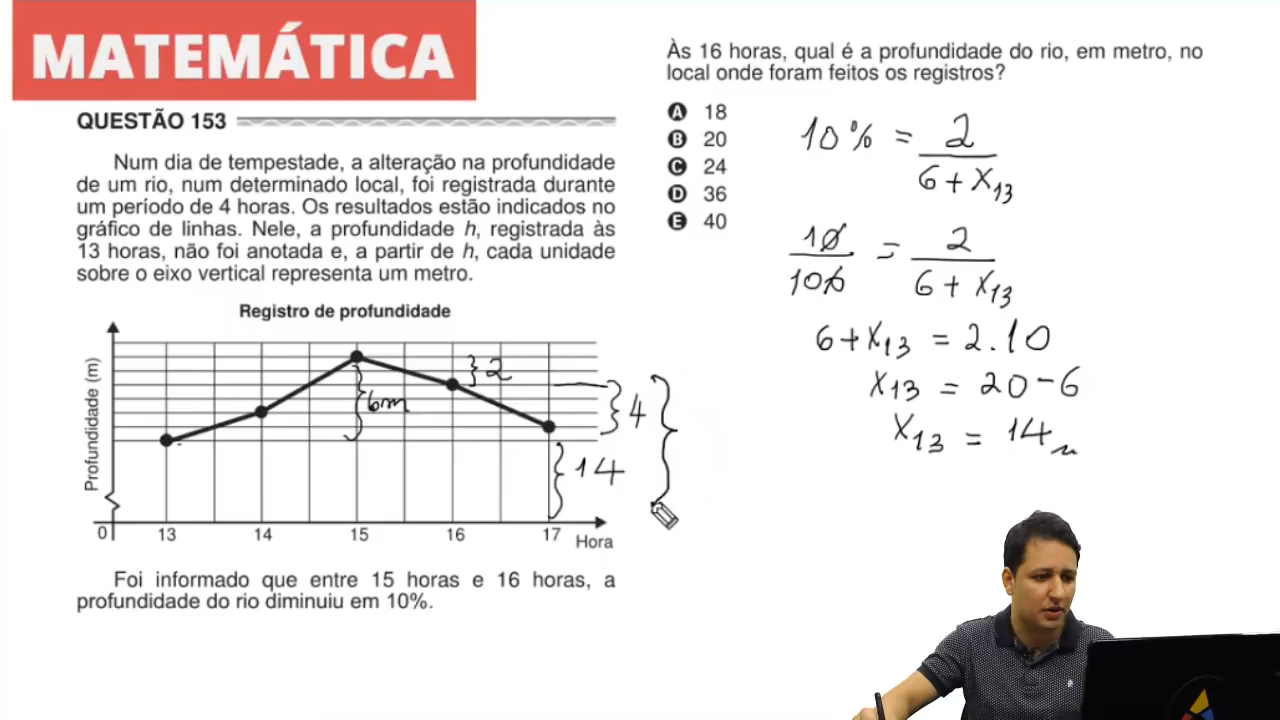 MATEMÁTICA
QUESTÃO 153
Num dia de tempestade, a alteração na profundidade
de um rio, num determinado local, foi registrada durante
um período de 4 horas. Os resultados estão indicados no
gráfico de linhas. Nele, a profundidade h, registrada às
13 horas, não foi anotada e, a partir de h, cada unidade
sobre o eixo vertical representa um metro.
Registro de profundidade
Profundidade (m)
2
6m
4
14
0 13 14 15 16 17
Hora
Foi informado que entre 15 horas e 16 horas, a
profundidade do rio diminuiu em 10%.
Às 16 horas, qual é a profundidade do rio, em metro, no
local onde foram feitos os registros?
A 18
B 20
C 24
D 36
E 40
10% = 2 / (6 + X13)
10/100 = 2 / (6 + X13)
6 + X13 = 2.10
X13 = 20 - 6
X13 = 14 m